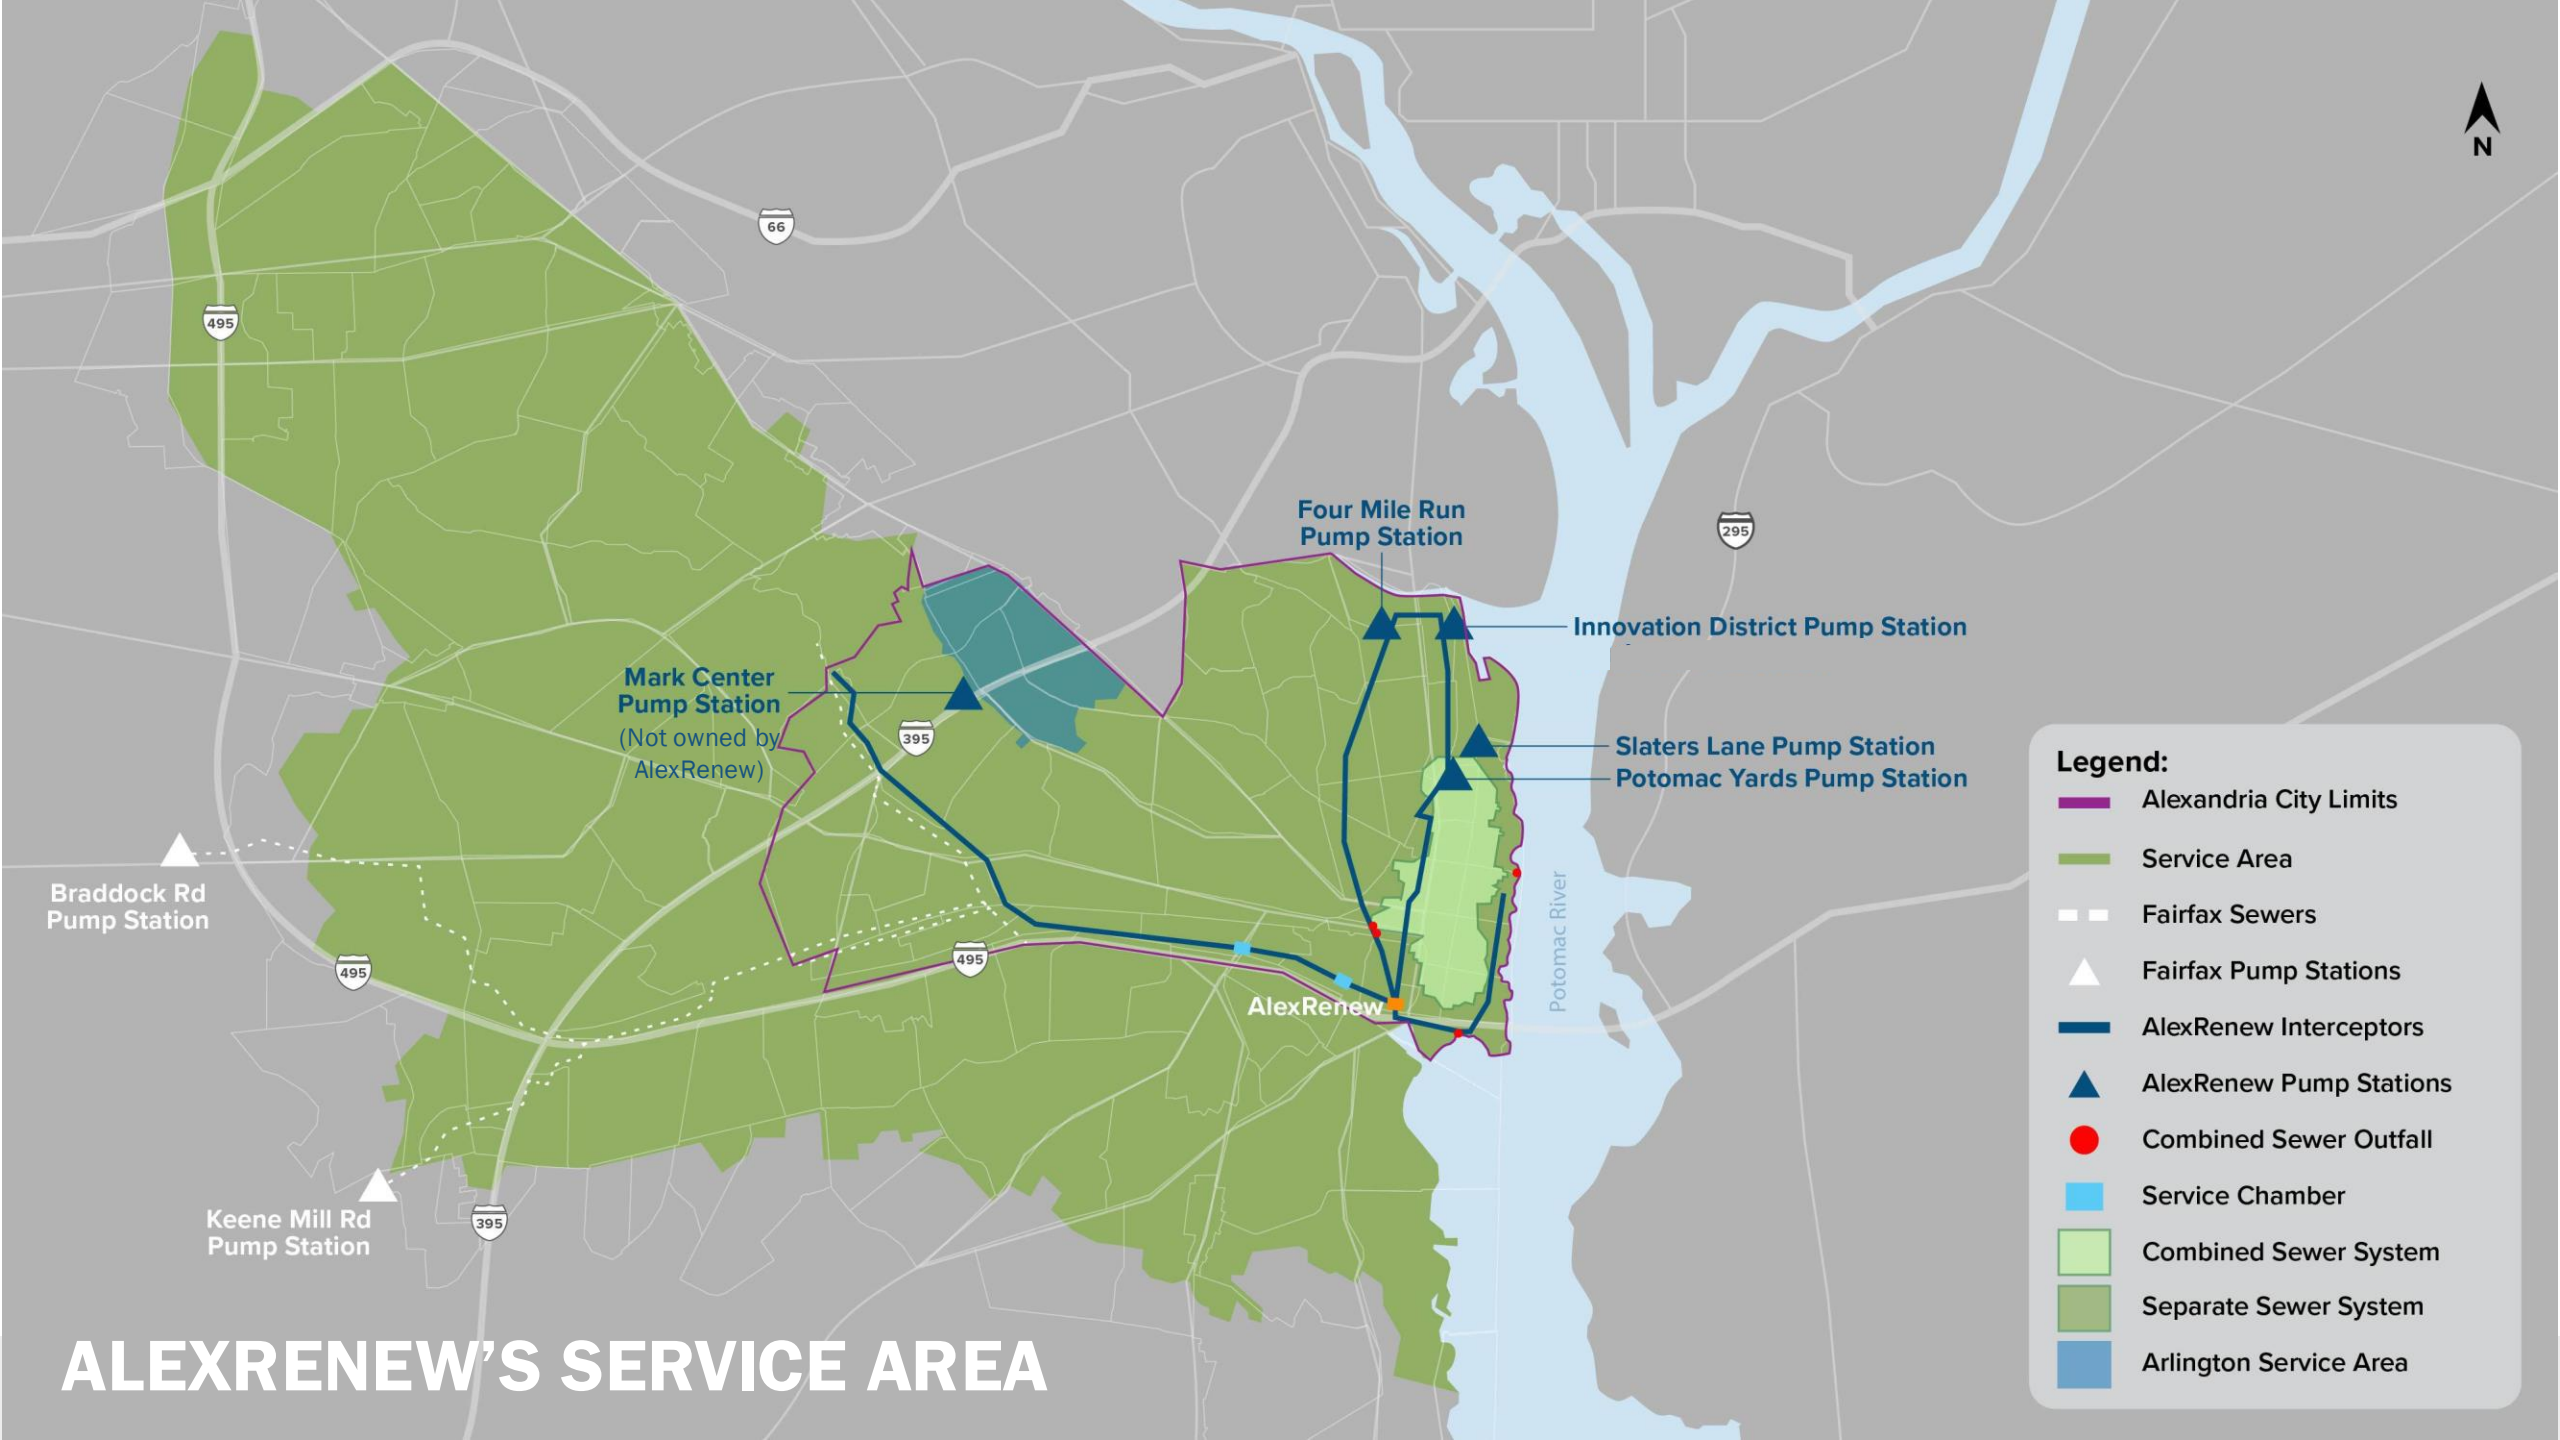 N
66
495
Four Mile Run
Pump Station
295
Innovation District Pump Station
Mark Center
Pump Station
(Not owned by
AlexRenew)
395
Slaters Lane Pump Station
Potomac Yards Pump Station
Braddock Rd
Pump Station
495
495
AlexRenew
Potomac River
Keene Mill Rd
Pump Station
395
Legend:
Alexandria City Limits
Service Area
Fairfax Sewers
Fairfax Pump Stations
AlexRenew Interceptors
AlexRenew Pump Stations
Combined Sewer Outfall
Service Chamber
Combined Sewer System
Separate Sewer System
Arlington Service Area
ALEXRENEW’S SERVICE AREA